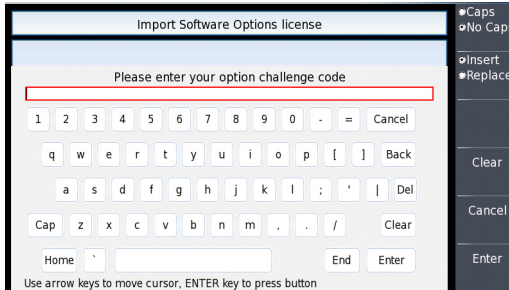 Import Software Options license
Please enter your option challenge code
1 2 3 4 5 6 7 8 9 0 - = Cancel
q w e r t y u i o p [ ] Back
a s d f g h j k l ; ' | Del
Cap z x c v b n m , . / Clear
Home ` End Enter
Use arrow keys to move cursor, ENTER key to press button
Caps
No Cap
Insert
Replace
Clear
Cancel
Enter